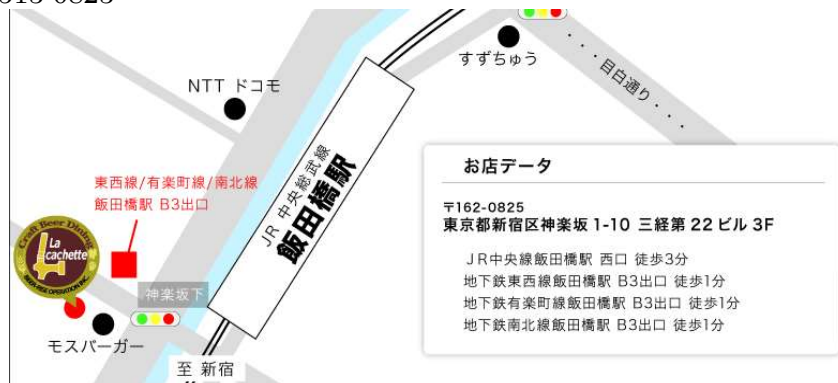 すずちゅう
・・・目白通り・・・
NTT ドコモ
JR 中央総武線
飯田橋駅
東西線/有楽町線/南北線
飯田橋駅 B3出口
Craft Beer Dining
La
cachette
神楽坂下
モスバーガー
至 新宿
お店データ
〒162-0825
東京都新宿区神楽坂 1-10 三経第 22 ビル 3F
JR中央線飯田橋駅 西口 徒歩3分
地下鉄東西線飯田橋駅 B3出口 徒歩1分
地下鉄有楽町線飯田橋駅 B3出口 徒歩1分
地下鉄南北線飯田橋駅 B3出口 徒歩1分